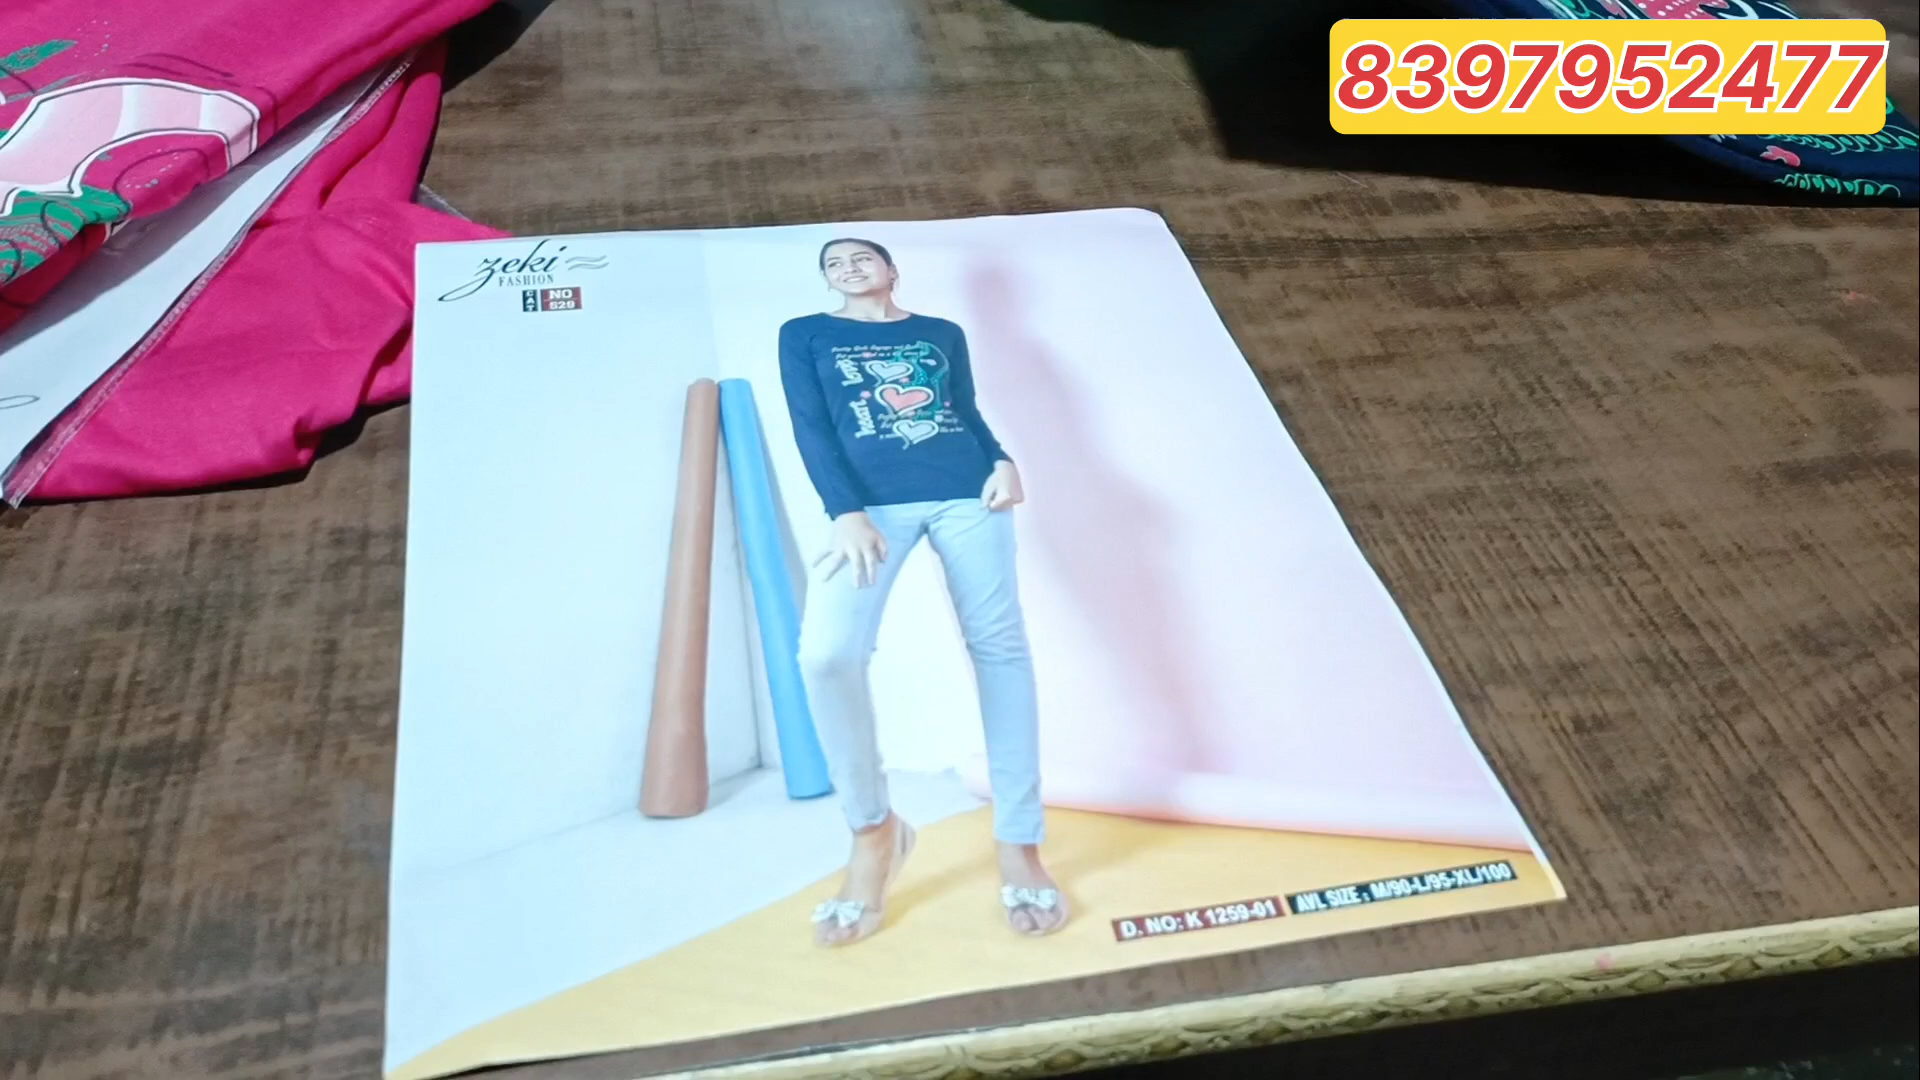 8397952477
zeki
FASHION
CAT
NO
529
heart Love
D. NO: K 1259-01
AVL SIZE : M/90-L/95-XL/100